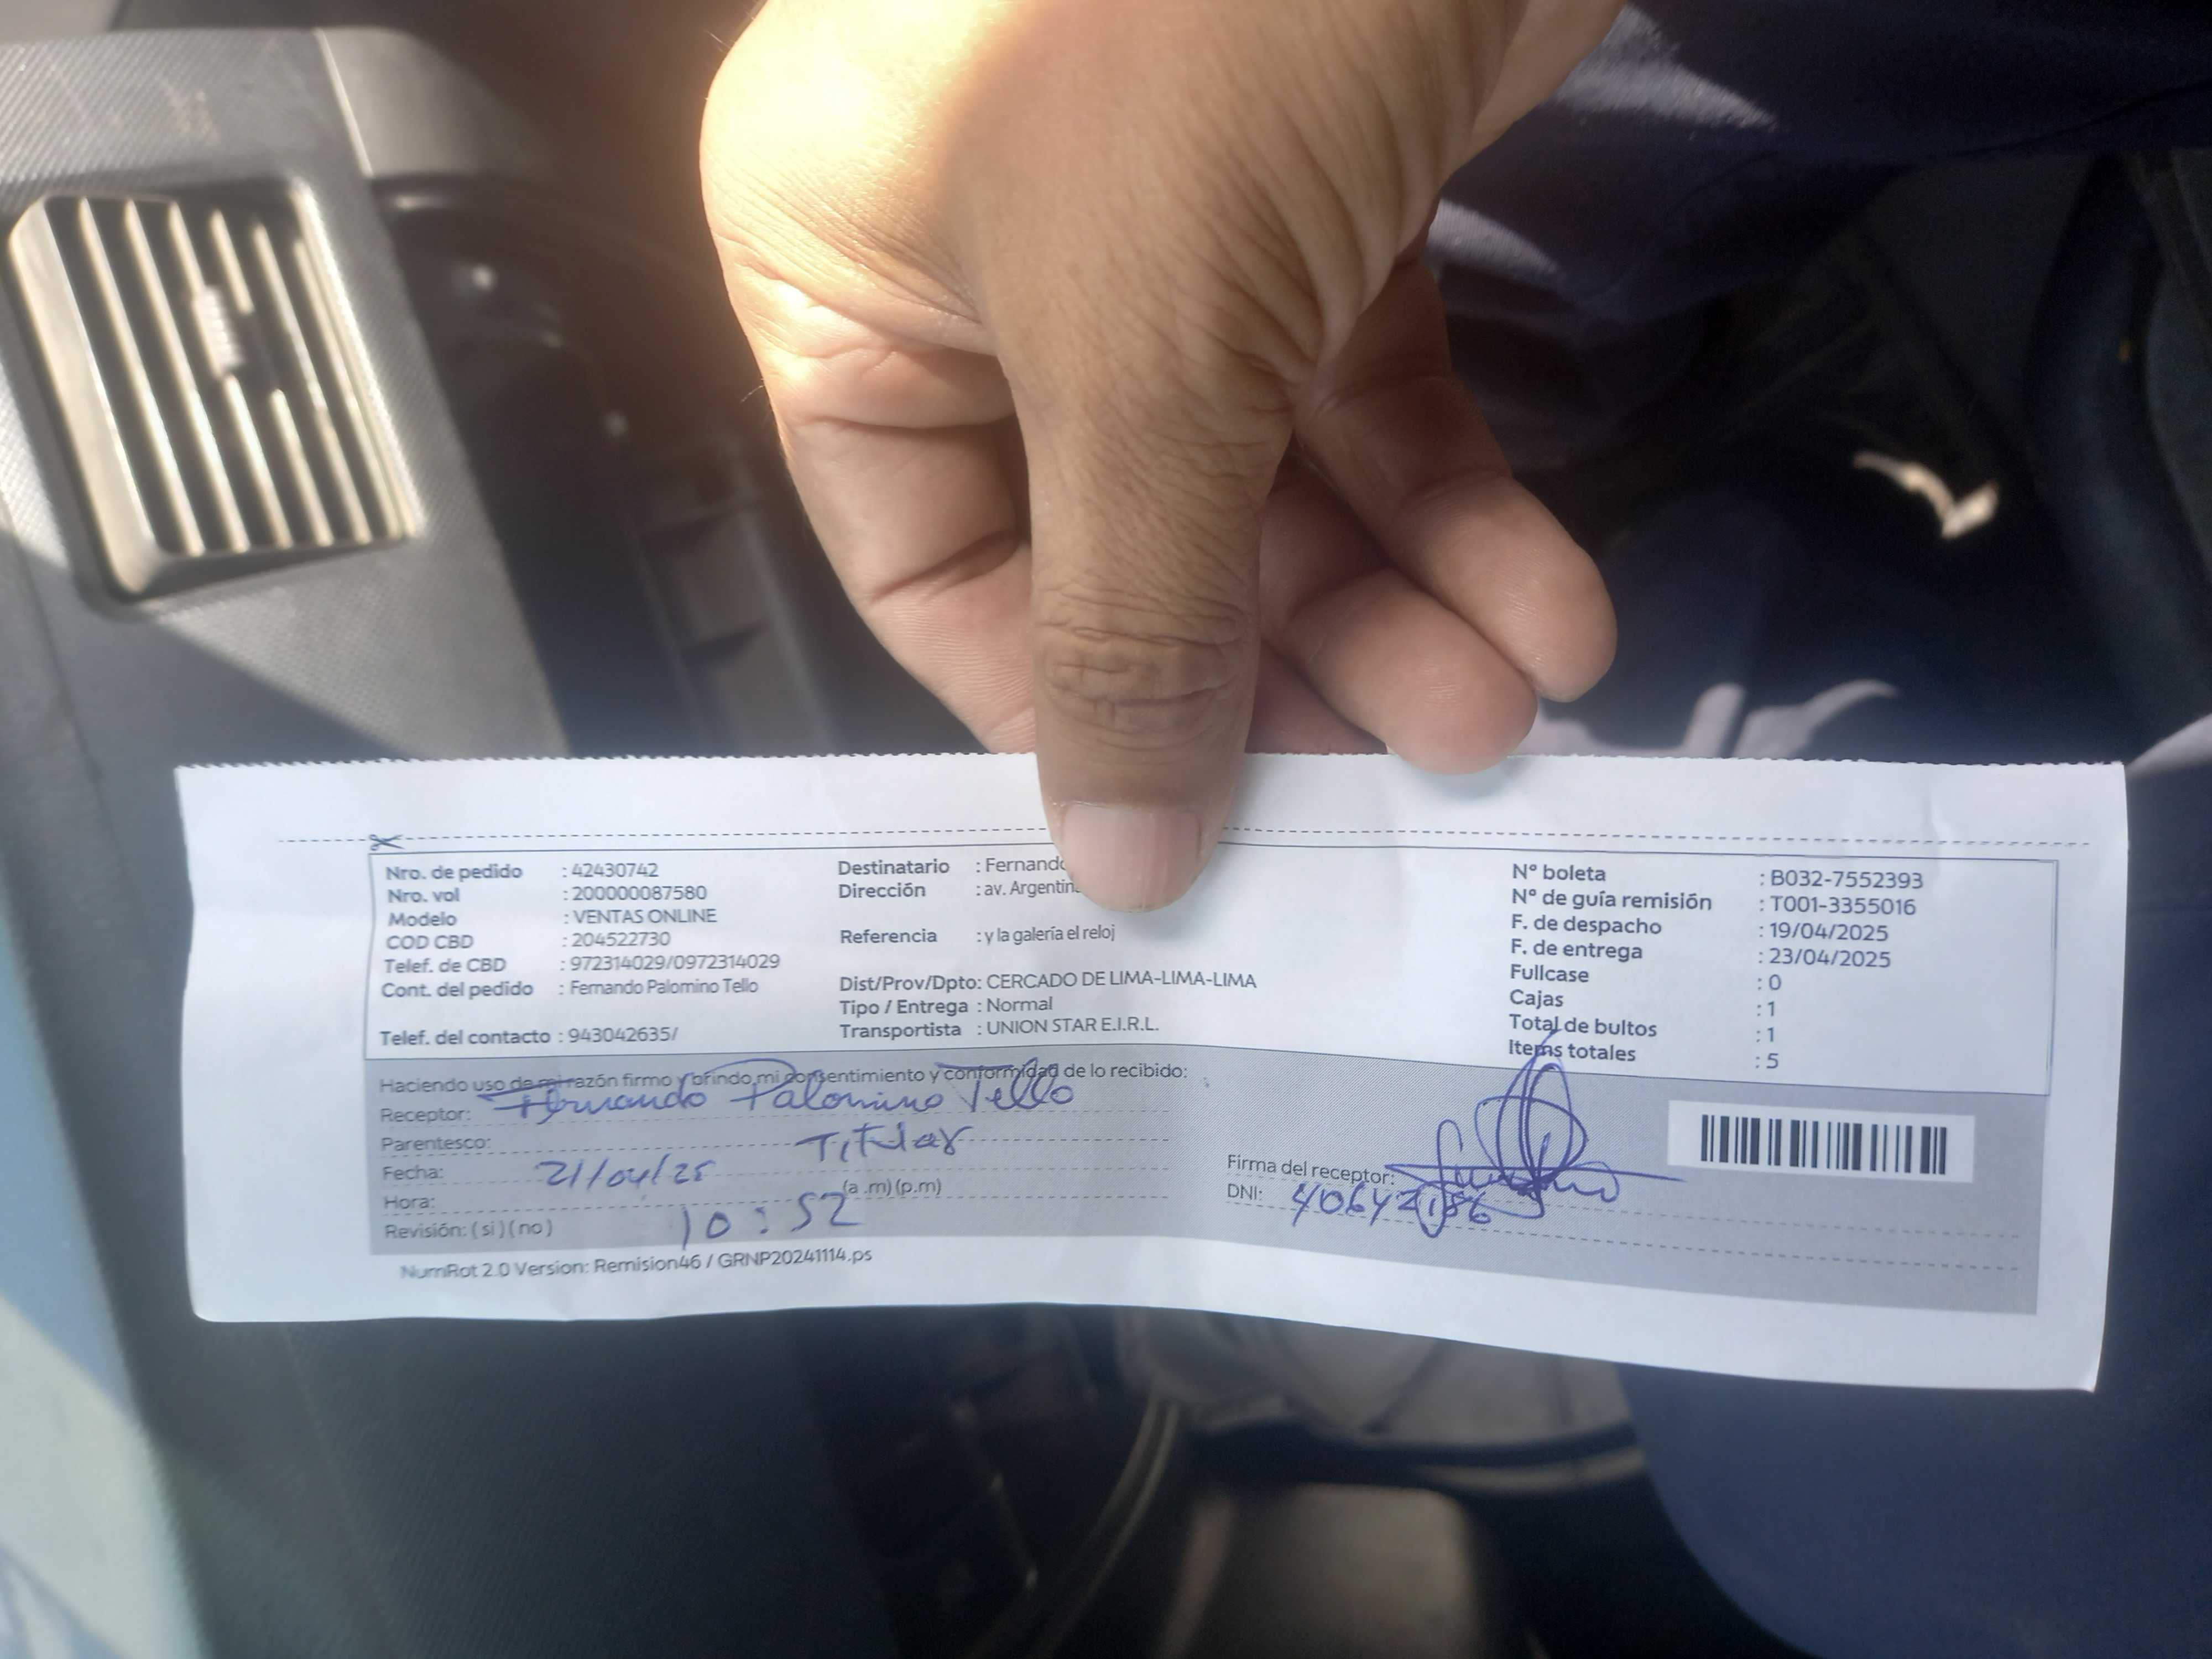 Nro. de pedido : 42430742
Nro. vol : 200000087580
Modelo : VENTAS ONLINE
COD CBD : 204522730
Telef. de CBD : 972314029/0972314029
Cont. del pedido : Fernando Palomino Tello
Telef. del contacto : 943042635/
Destinatario : Fernando
Dirección : av. Argentin
Referencia : y la galería el reloj
Dist/Prov/Dpto: CERCADO DE LIMA-LIMA-LIMA
Tipo / Entrega : Normal
Transportista : UNION STAR E.I.R.L.
Nº boleta : B032-7552393
Nº de guía remisión : T001-3355016
F. de despacho : 19/04/2025
F. de entrega : 23/04/2025
Fullcase : 0
Cajas : 1
Total de bultos : 1
Items totales : 5
Haciendo uso de mi razón firmo y brindo mi consentimiento y conformidad de lo recibido:
Receptor: Fernando Palomino Tello
Parentesco: Titular
Fecha: 21/04/25
Hora: 10:52 (a .m) (p.m)
Revisión: ( si ) ( no )
Firma del receptor:
DNI: 40642186
NumRot 2.0 Version: Remision46 / GRNP20241114.ps